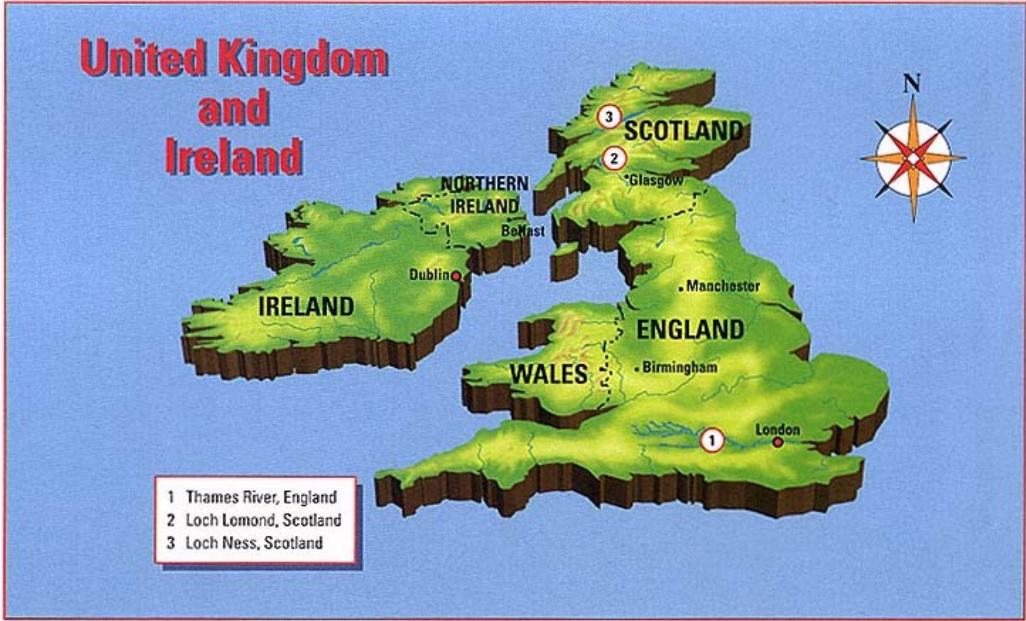 United Kingdom
and
Ireland
N
3
SCOTLAND
2
Glasgow
NORTHERN
IRELAND
Belfast
Dublin
Manchester
IRELAND
ENGLAND
WALES
Birmingham
1
London
1 Thames River, England
2 Loch Lomond, Scotland
3 Loch Ness, Scotland